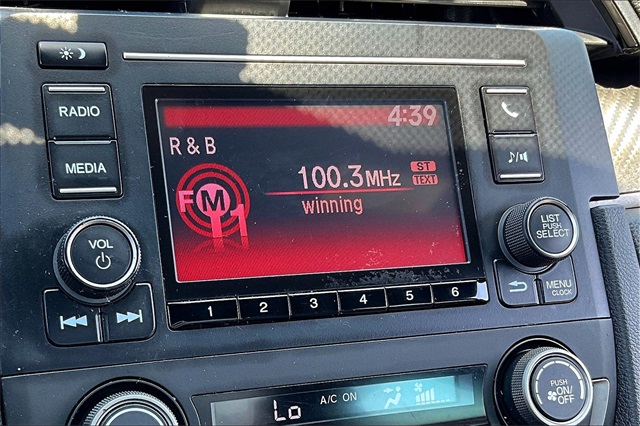 RADIO
MEDIA
VOL
4:39
R & B
FM1
100.3MHz
ST
TEXT
winning
LIST
PUSH
SELECT
MENU
CLOCK
1 2 3 4 5 6
Lo
A/C ON
PUSH
ON/
OFF